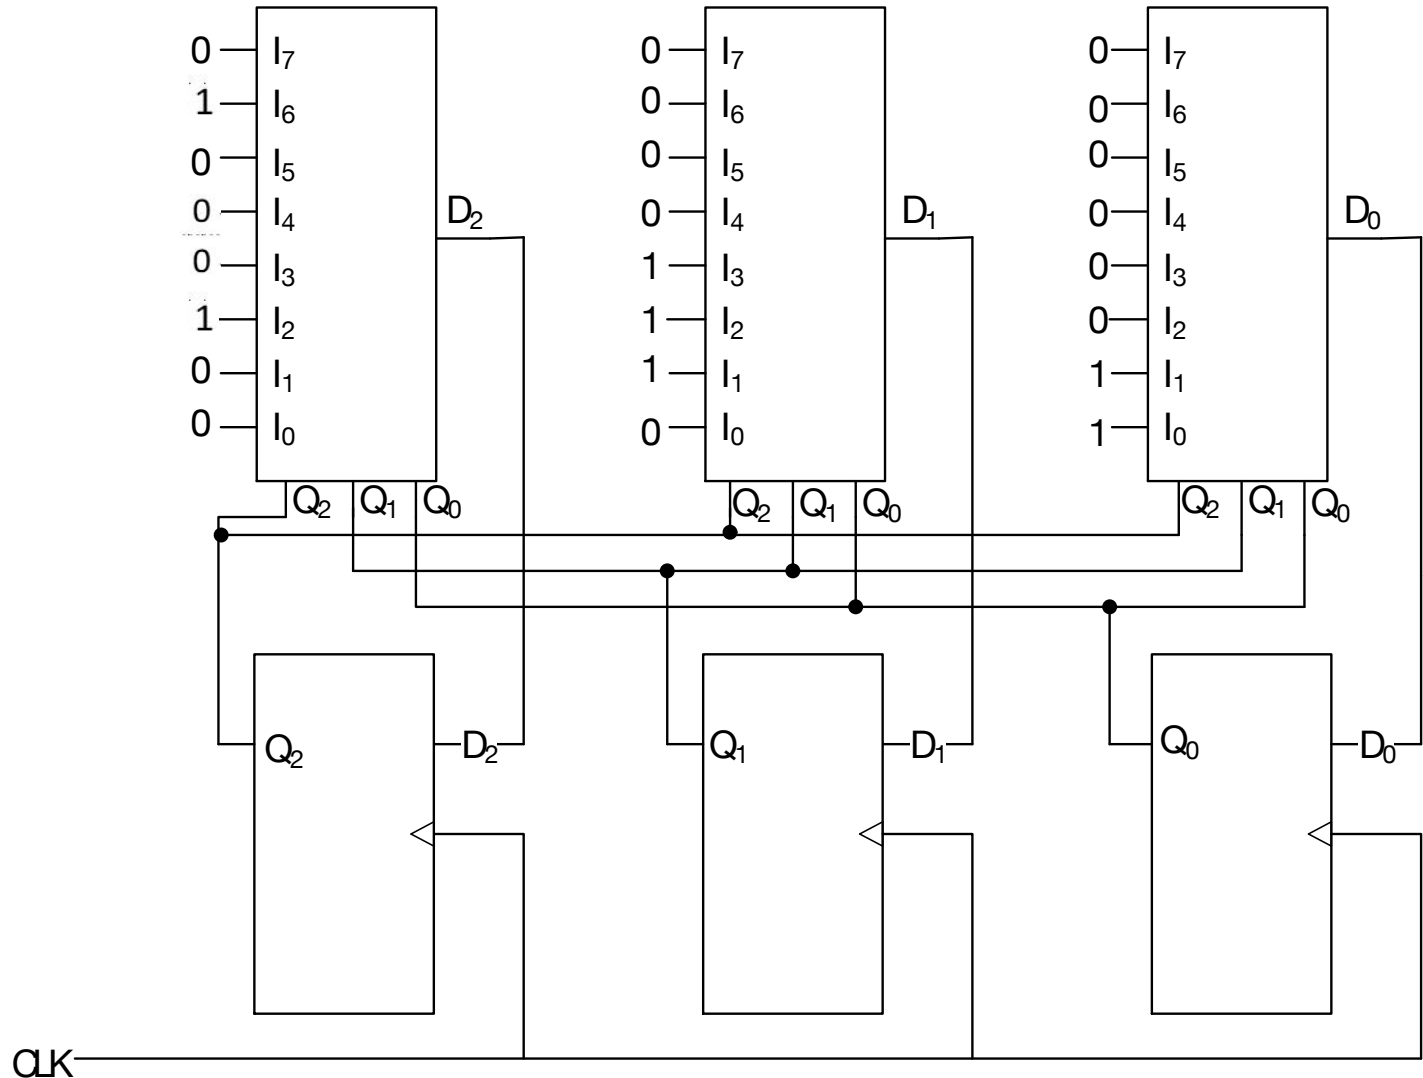 0 I7 0 I7 0 I7
1 I6 0 I6 0 I6
0 I5 0 I5 0 I5
0 I4 D2 0 I4 D1 0 I4 D0
0 I3 1 I3 0 I3
1 I2 1 I2 0 I2
0 I1 1 I1 1 I1
0 I0 0 I0 1 I0
Q2 Q1 Q0 Q2 Q1 Q0 Q2 Q1 Q0
Q2 D2 Q1 D1 Q0 D0
CLK